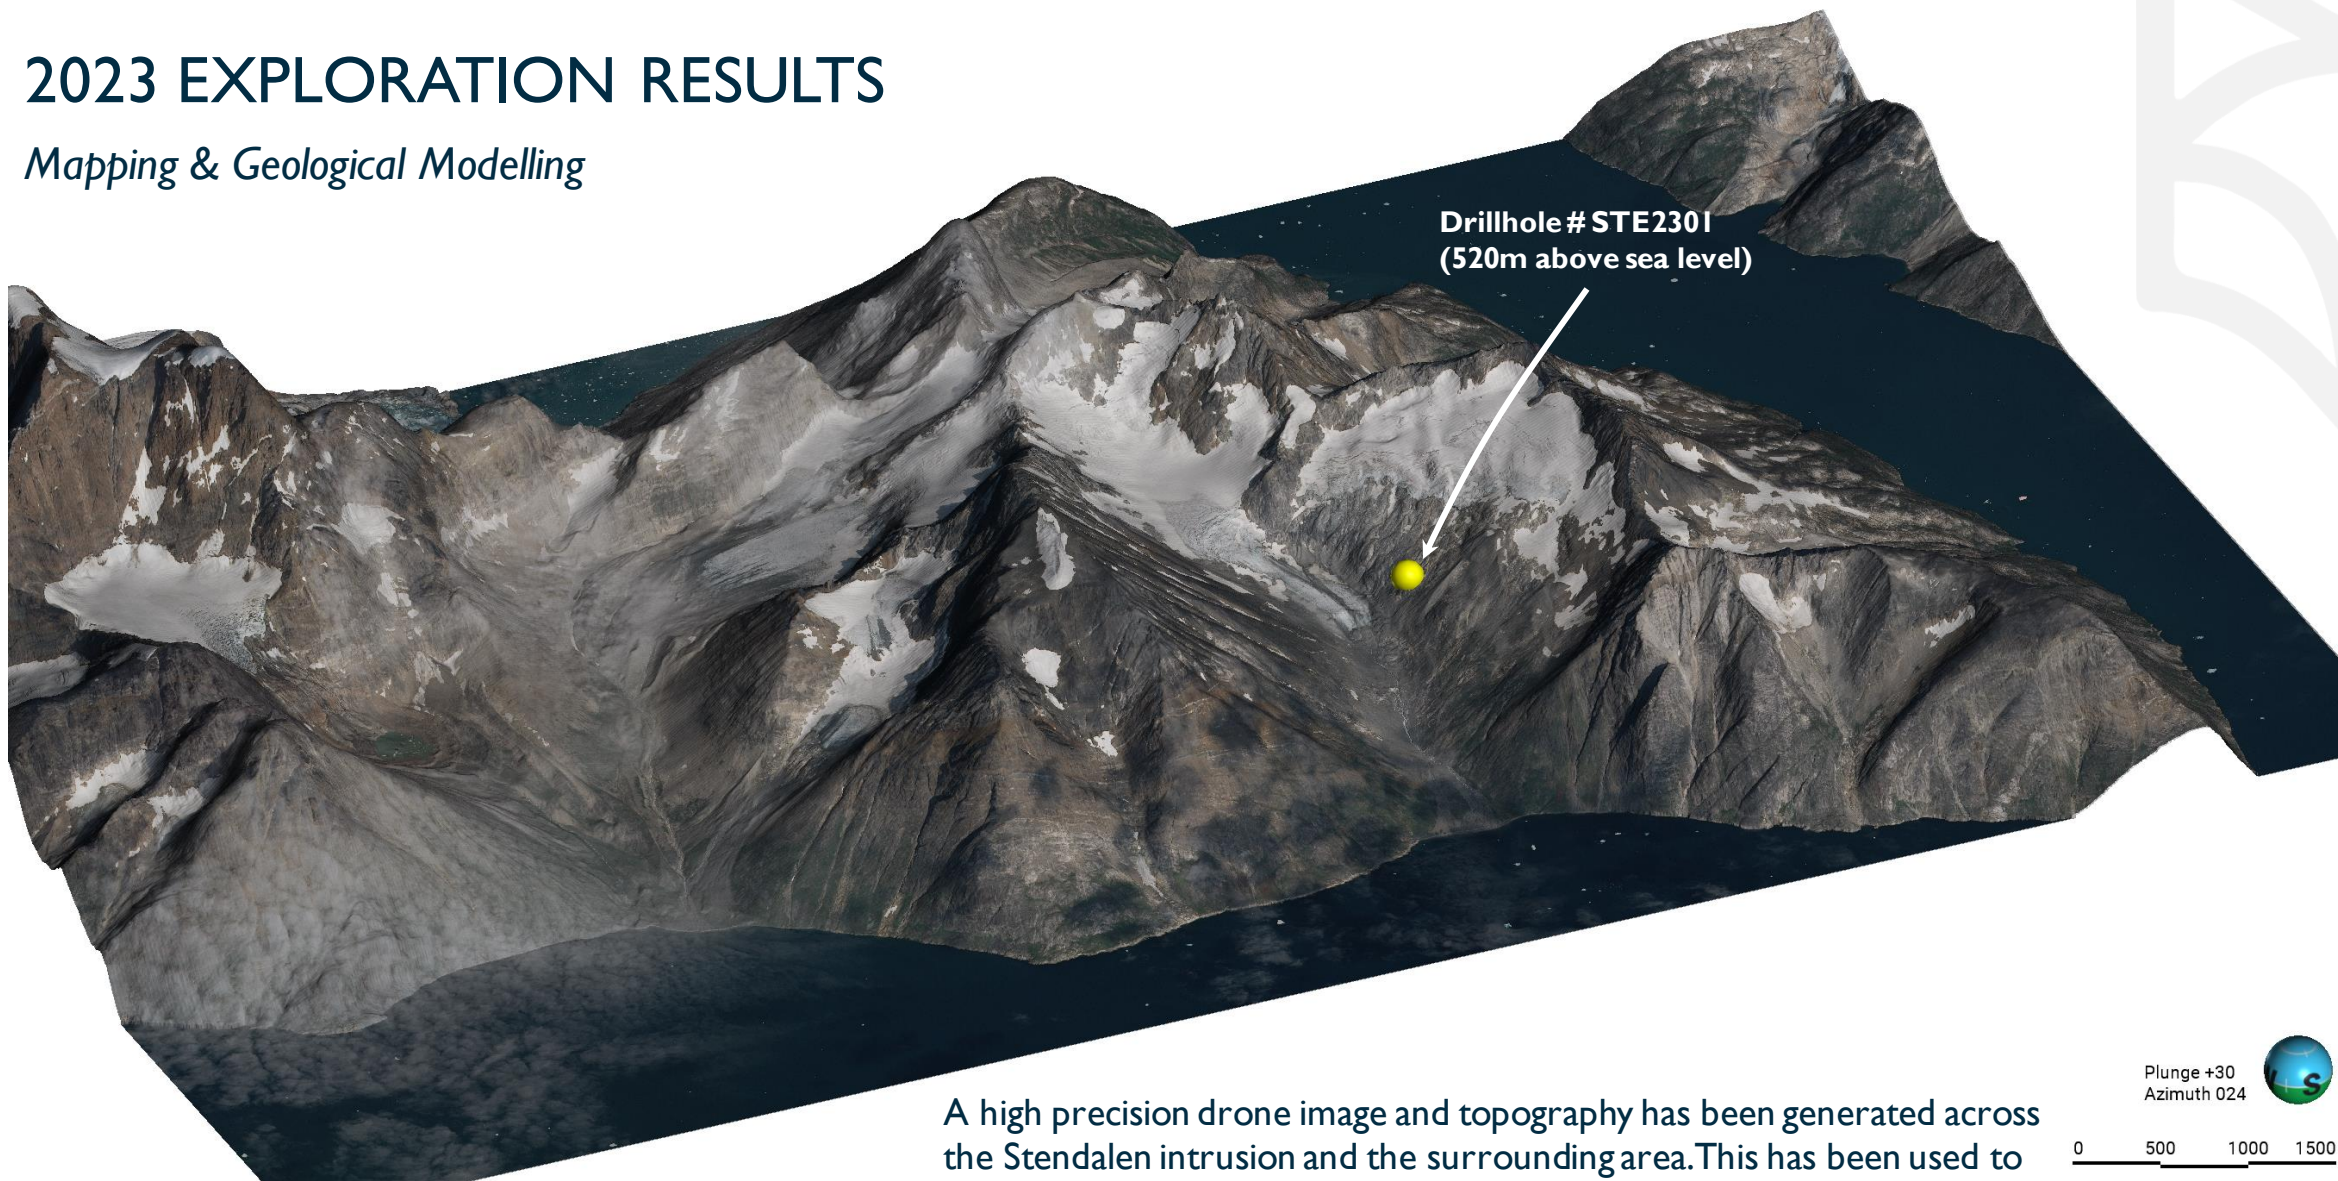 2023 EXPLORATION RESULTS
Mapping & Geological Modelling
Drillhole # STE2301
(520m above sea level)
Plunge +30
Azimuth 024
S
A high precision drone image and topography has been generated across
the Stendalen intrusion and the surrounding area. This has been used to
0 500 1000 1500